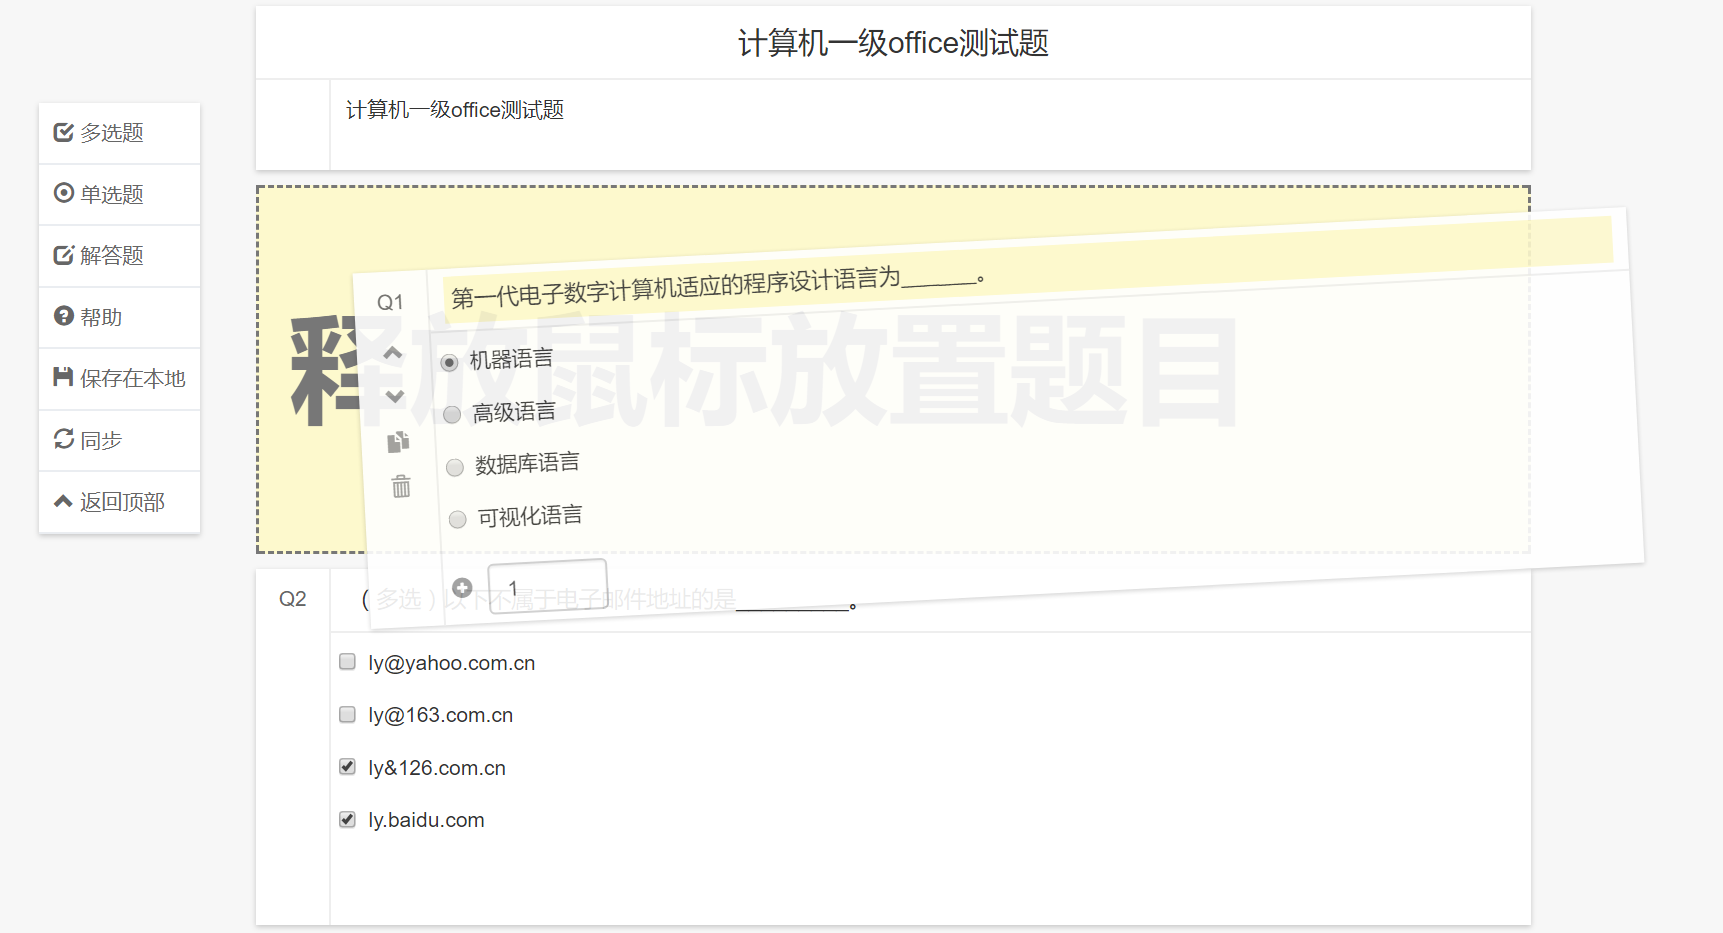 计算机一级office测试题
计算机一级office测试题
多选题
单选题
解答题
帮助
保存在本地
同步
返回顶部
释放鼠标放置题目
Q1
第一代电子数字计算机适应的程序设计语言为_______。
机器语言
高级语言
数据库语言
可视化语言
1
Q2
（多选）以下不属于电子邮件地址的是__________。
ly@yahoo.com.cn
ly@163.com.cn
ly&126.com.cn
ly.baidu.com